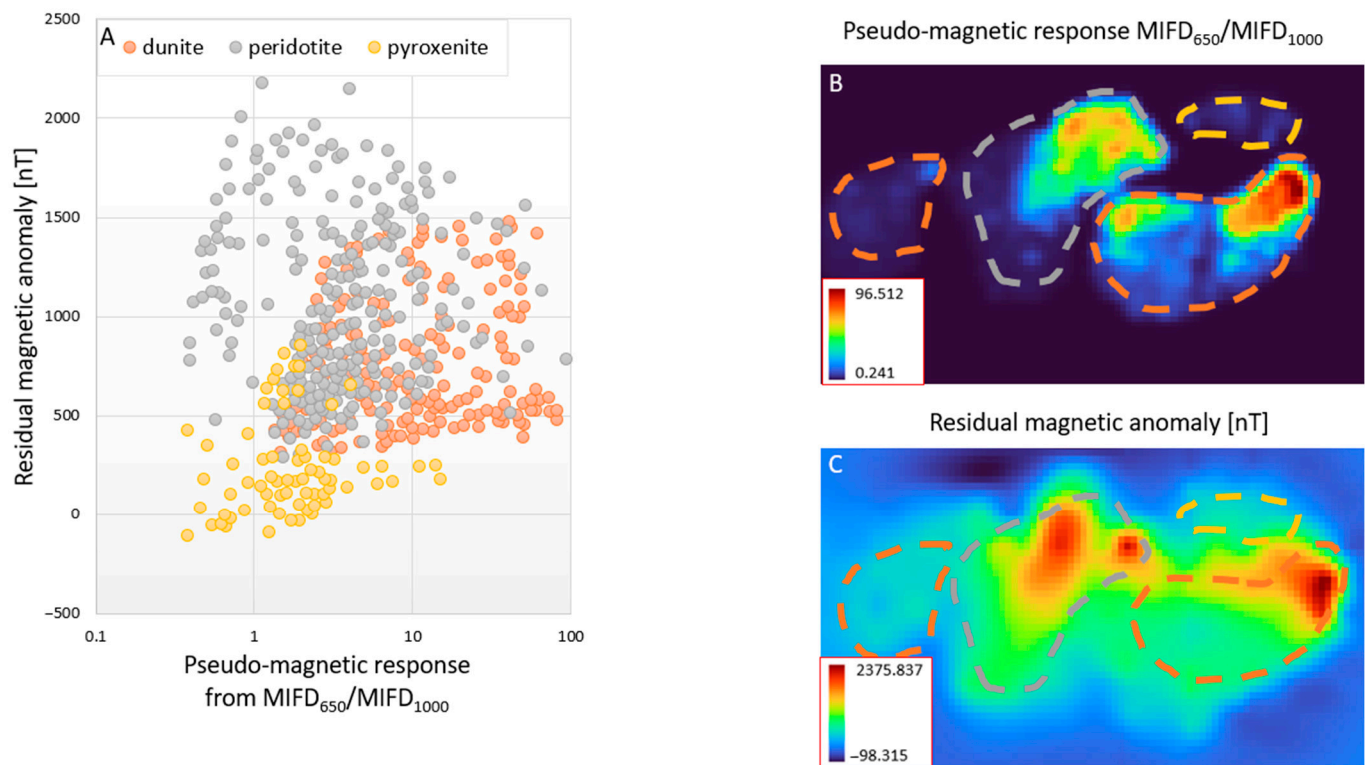 A
dunite peridotite pyroxenite
2500
2000
1500
1000
500
0
−500
0.1 1 10 100
Residual magnetic anomaly [nT]
Pseudo-magnetic response
from MIFD₆₅₀/MIFD₁₀₀₀
Pseudo-magnetic response MIFD₆₅₀/MIFD₁₀₀₀
B
96.512
0.241
Residual magnetic anomaly [nT]
C
2375.837
−98.315